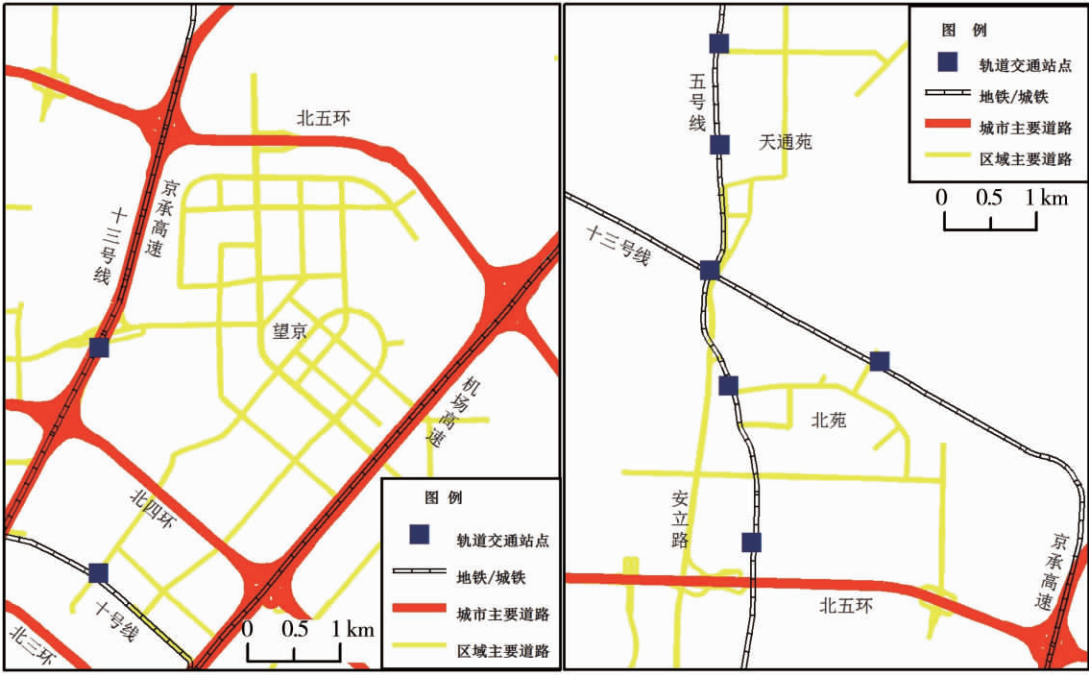 北五环
京承高速
十三号线
望京
机场高速
北四环
十号线
北三环
图 例
轨道交通站点
地铁/城铁
城市主要道路
区域主要道路
0 0.5 1 km
五号线
天通苑
十三号线
北苑
安立路
北五环
京承高速
图 例
轨道交通站点
地铁/城铁
城市主要道路
区域主要道路
0 0.5 1 km